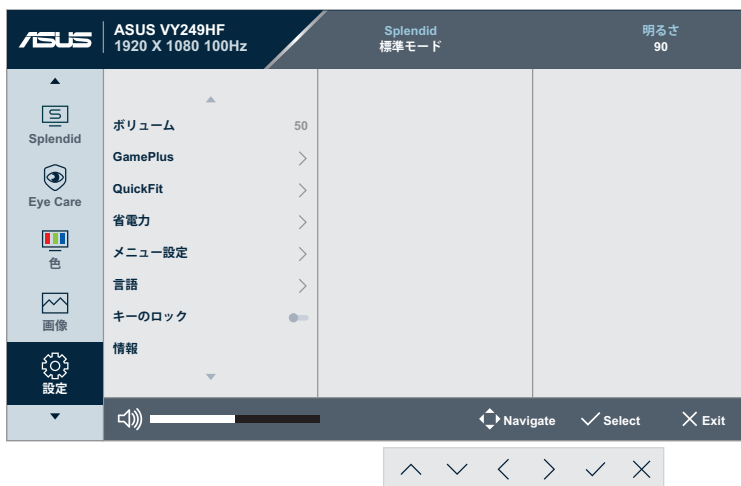 ASUS
ASUS VY249HF
1920 X 1080 100Hz
Splendid
標準モード
明るさ
90
Splendid
Eye Care
色
画像
設定
ボリューム 50
GamePlus
QuickFit
省電力
メニュー設定
言語
キーのロック
情報
Navigate Select Exit